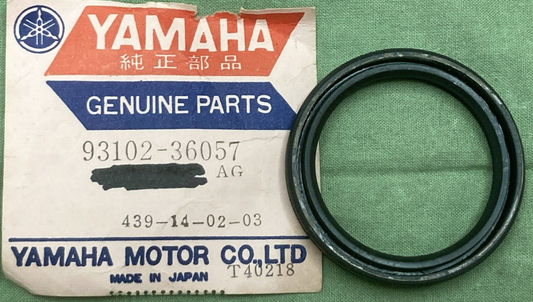 YAMAHA
純正部品
GENUINE PARTS
93102-36057
AG
439-14-02-03
YAMAHA MOTOR CO.,LTD
MADE IN JAPAN
T40218